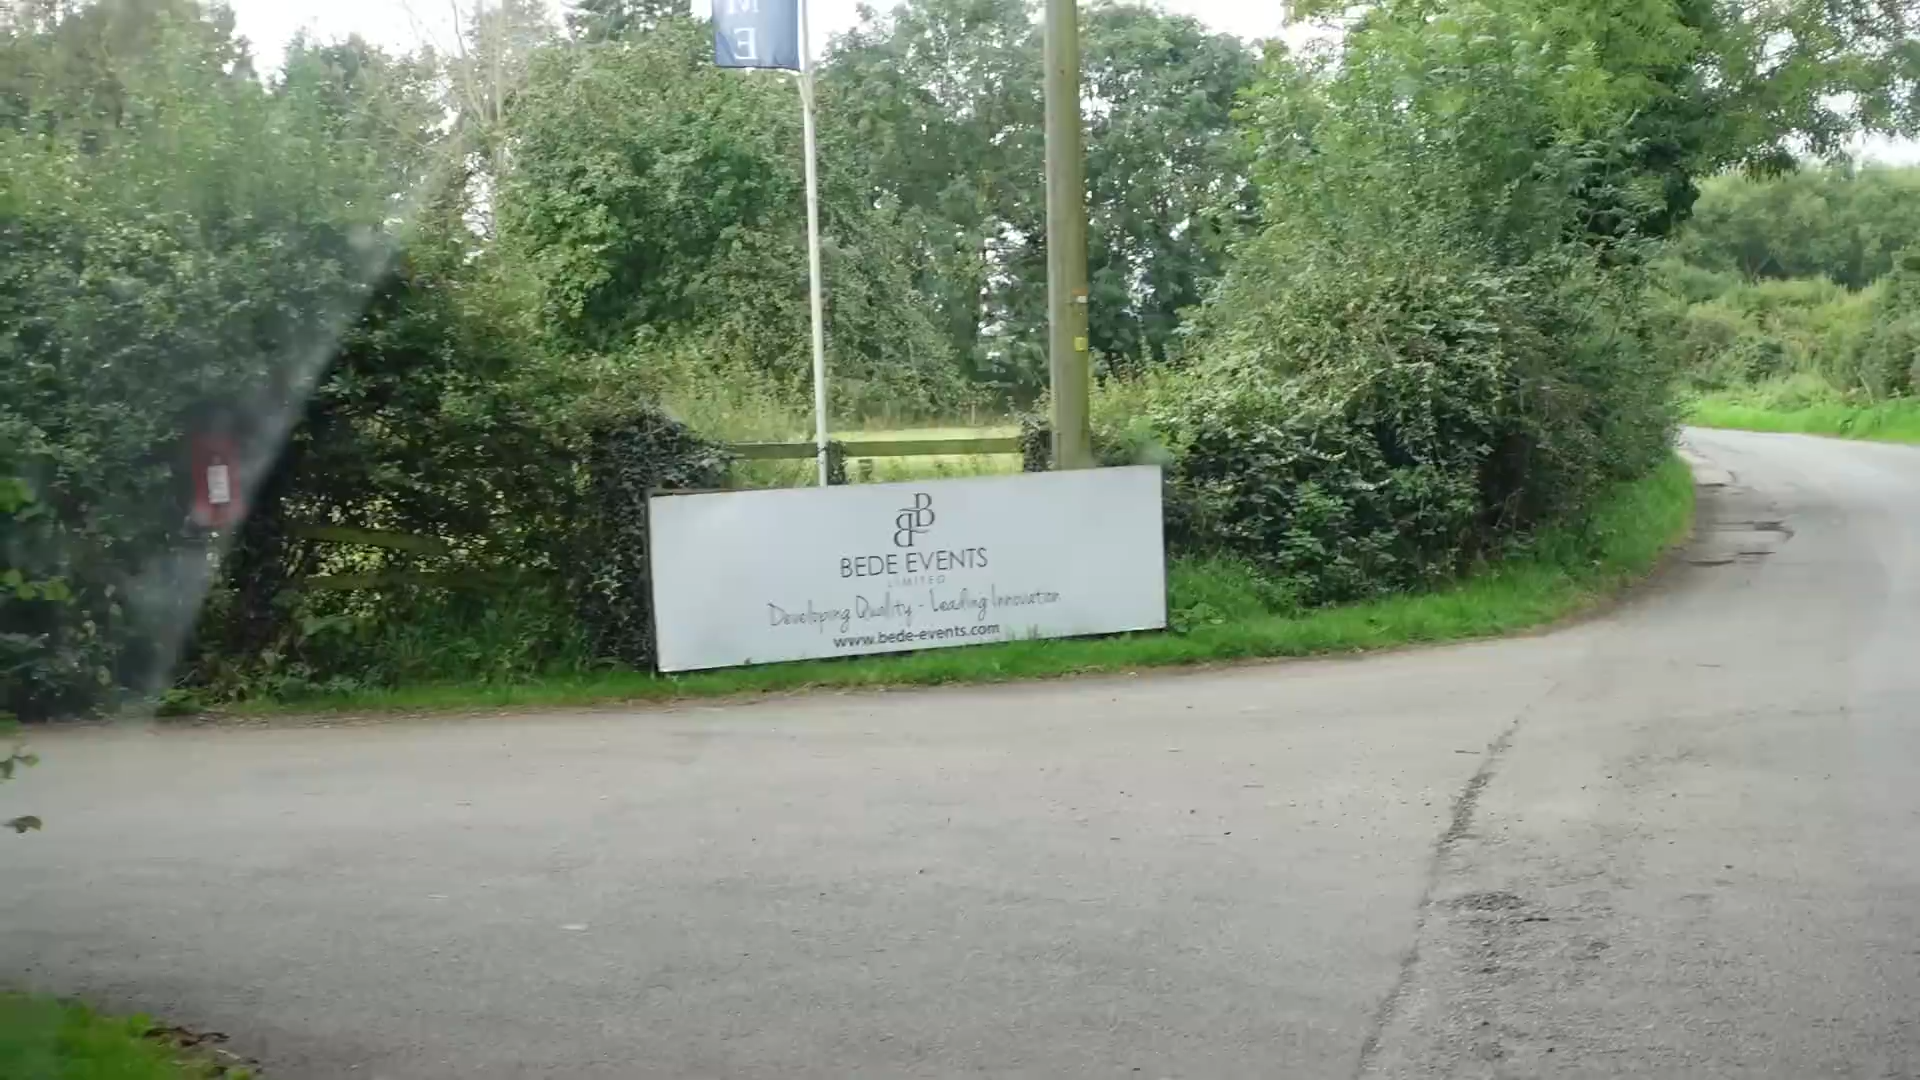 M
E
BB
BEDE EVENTS
LIMITED
Developing Quality - Leading Innovation
www.bede-events.com